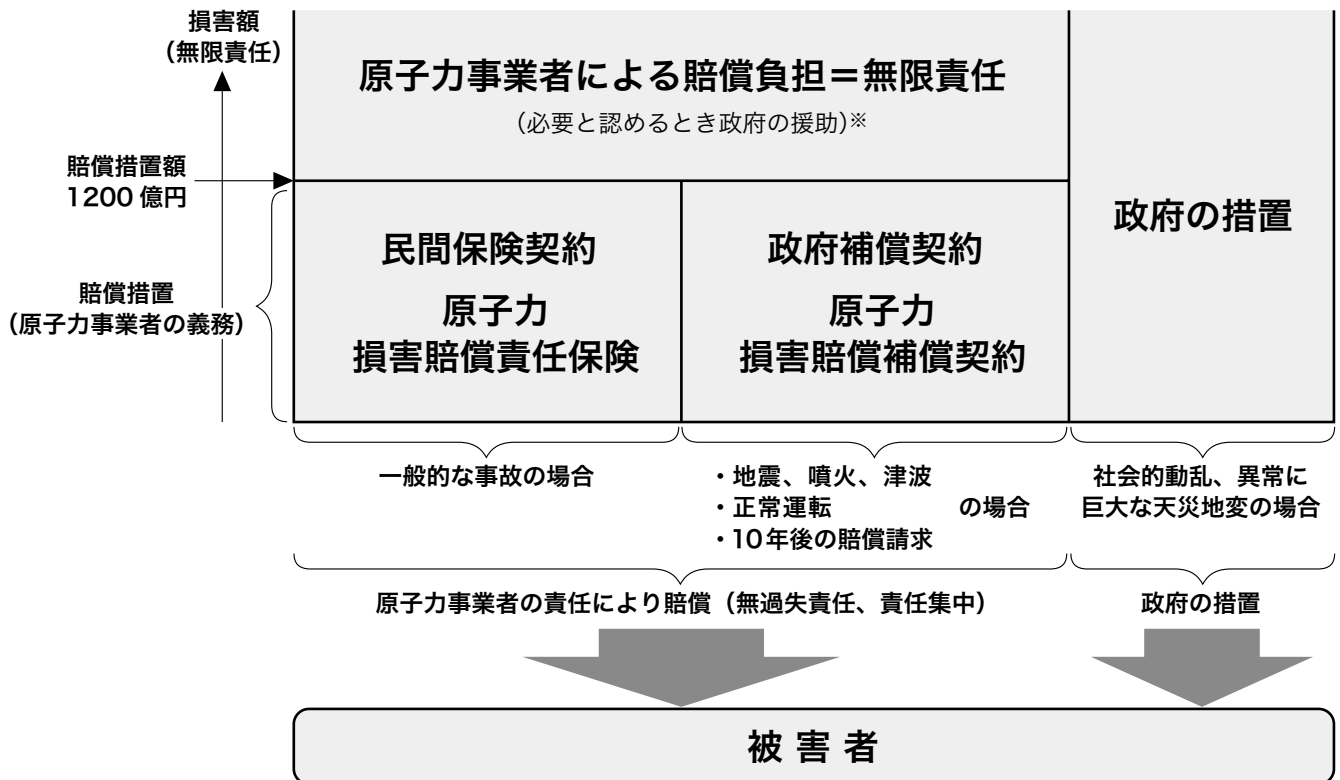 損害額
（無限責任）
原子力事業者による賠償負担＝無限責任
（必要と認めるとき政府の援助）※
賠償措置額
1200 億円
政府の措置
民間保険契約
原子力
損害賠償責任保険
政府補償契約
原子力
損害賠償補償契約
賠償措置
（原子力事業者の義務）
一般的な事故の場合
・地震、噴火、津波
・正常運転 の場合
・10年後の賠償請求
社会的動乱、異常に
巨大な天災地変の場合
原子力事業者の責任により賠償（無過失責任、責任集中）
政府の措置
被害者